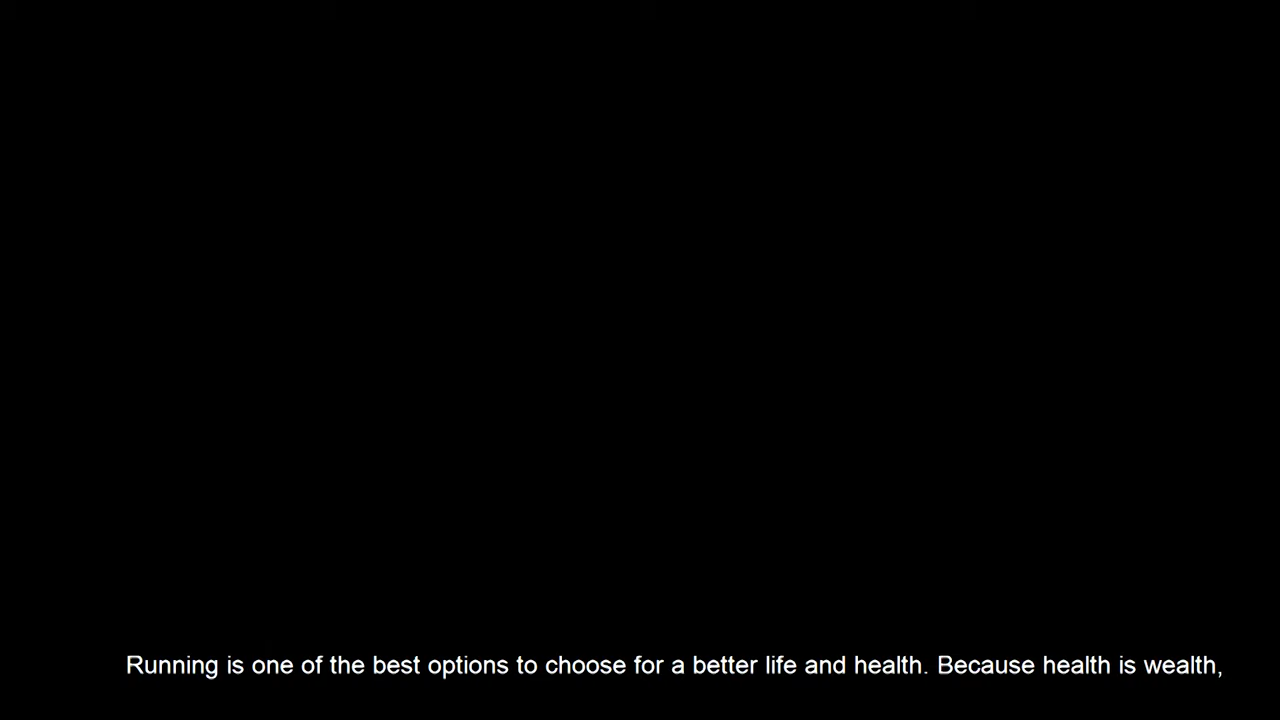 Running is one of the best options to choose for a better life and health. Because health is wealth,